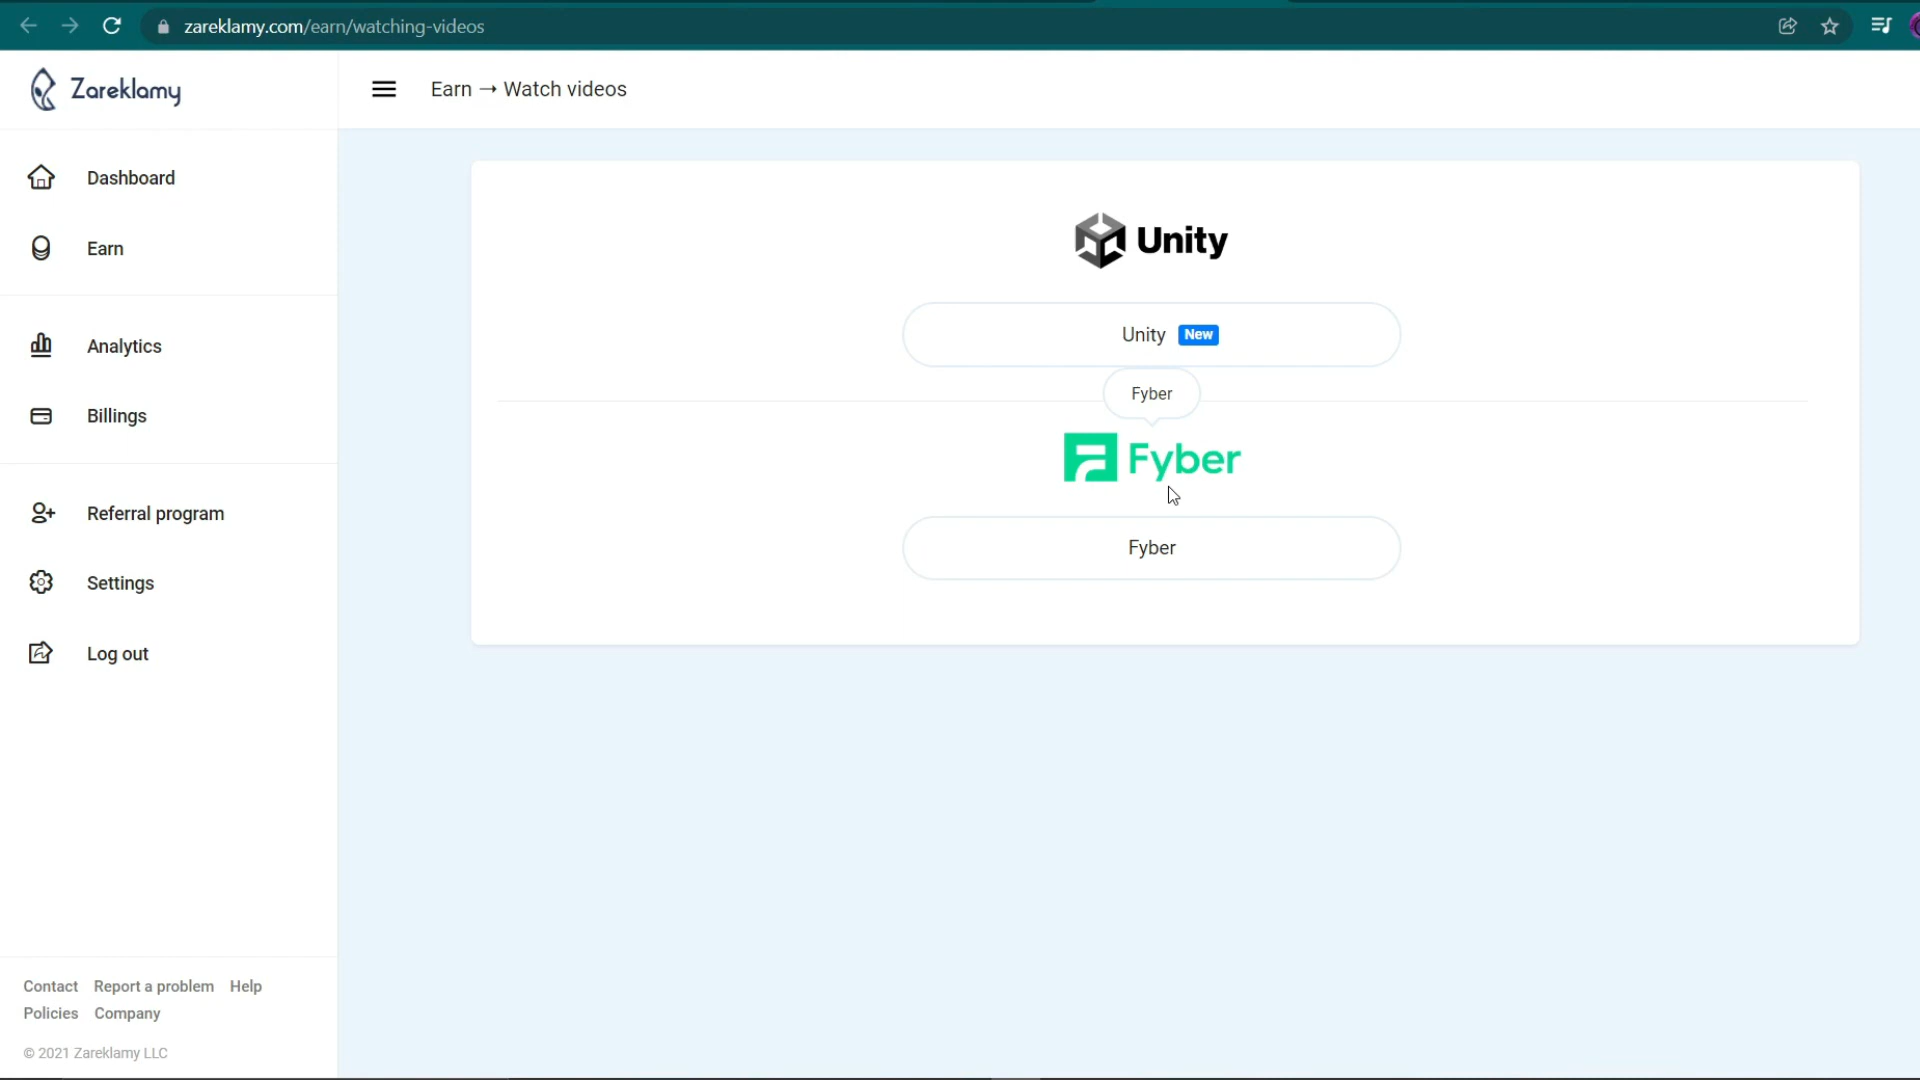 zareklamy.com/earn/watching-videos
Zareklamy
Earn → Watch videos
Dashboard
Earn
Analytics
Billings
Referral program
Settings
Log out
Unity
Unity New
Fyber
Fyber
Fyber
Contact Report a problem Help
Policies Company
© 2021 Zareklamy LLC